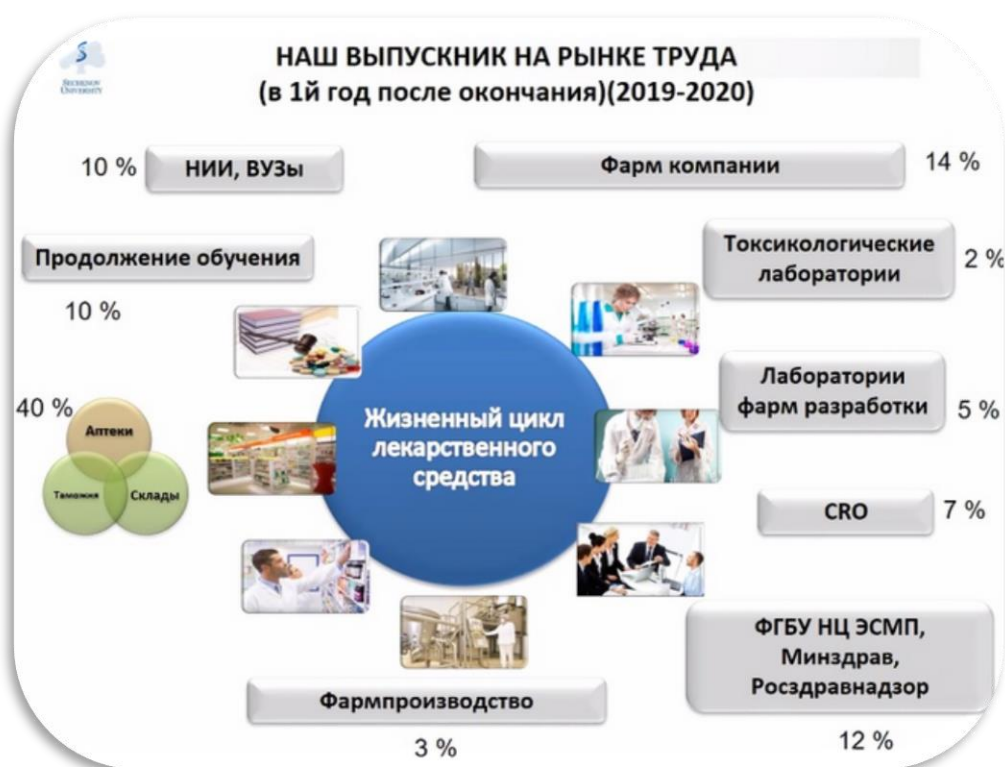 SECHENOV
UNIVERSITY
НАШ ВЫПУСКНИК НА РЫНКЕ ТРУДА
(в 1й год после окончания)(2019-2020)
10 %
НИИ, ВУЗы
Фарм компании
14 %
Продолжение обучения
10 %
Токсикологические
лаборатории
2 %
40 %
Аптеки
Таможня
Склады
Жизненный цикл
лекарственного
средства
Лаборатории
фарм разработки
5 %
CRO
7 %
ФГБУ НЦ ЭСМП,
Минздрав,
Росздравнадзор
12 %
Фармпроизводство
3 %